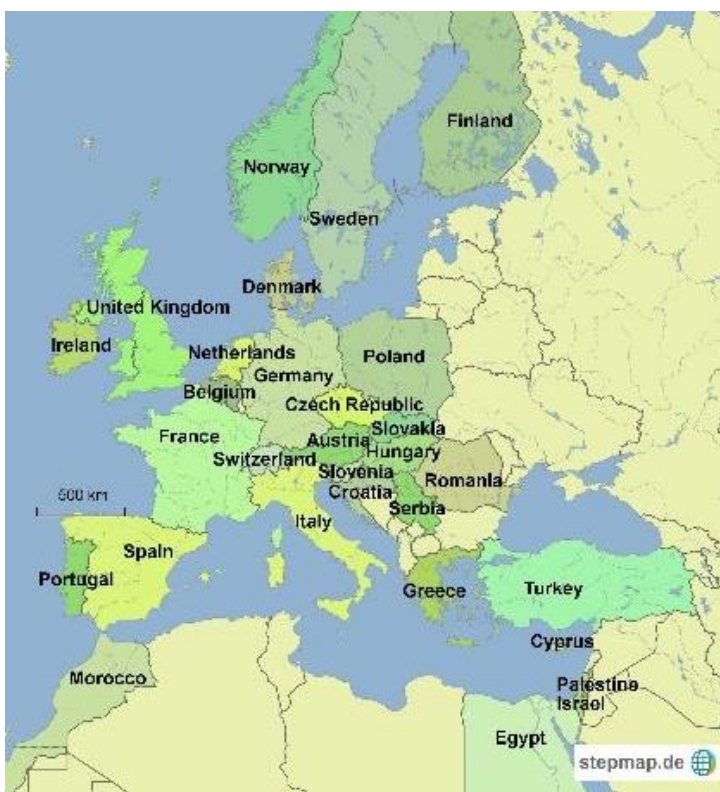 Finland
Norway
Sweden
Denmark
United Kingdom
Ireland
Netherlands
Poland
Germany
Belgium
Czech Republic
Slovakia
France
Austria
Hungary
Switzerland
Slovenia
Romania
Croatia
500 km
Serbia
Italy
Spain
Portugal
Greece
Turkey
Cyprus
Morocco
Palestine
Israel
Egypt
stepmap.de